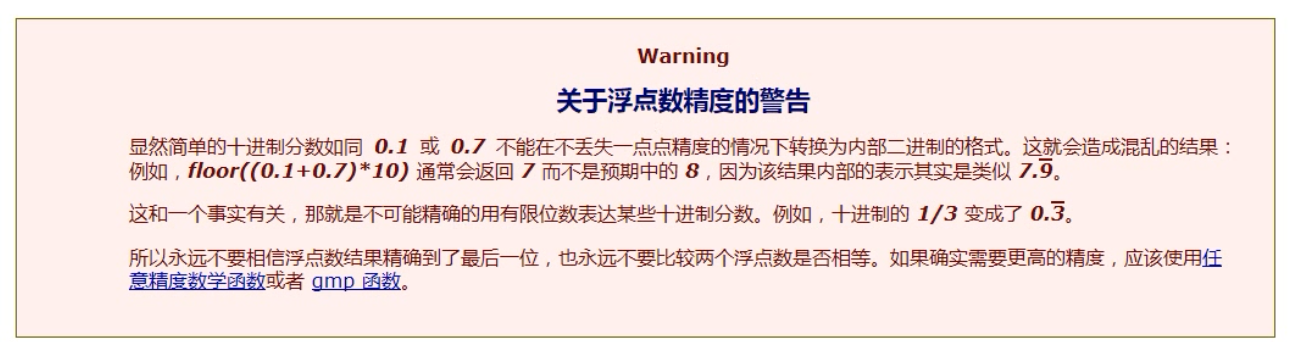 Warning
关于浮点数精度的警告
显然简单的十进制分数如同 0.1 或 0.7 不能在不丢失一点点精度的情况下转换为内部二进制的格式。这就会造成混乱的结果：
例如，floor((0.1+0.7)*10) 通常会返回 7 而不是预期中的 8，因为该结果内部的表示其实是类似 7.9̅。
这和一个事实有关，那就是不可能精确的用有限位数表达某些十进制分数。例如，十进制的 1/3 变成了 0.3̅。
所以永远不要相信浮点数结果精确到了最后一位，也永远不要比较两个浮点数是否相等。如果确实需要更高的精度，应该使用任
意精度数学函数或者 gmp 函数。